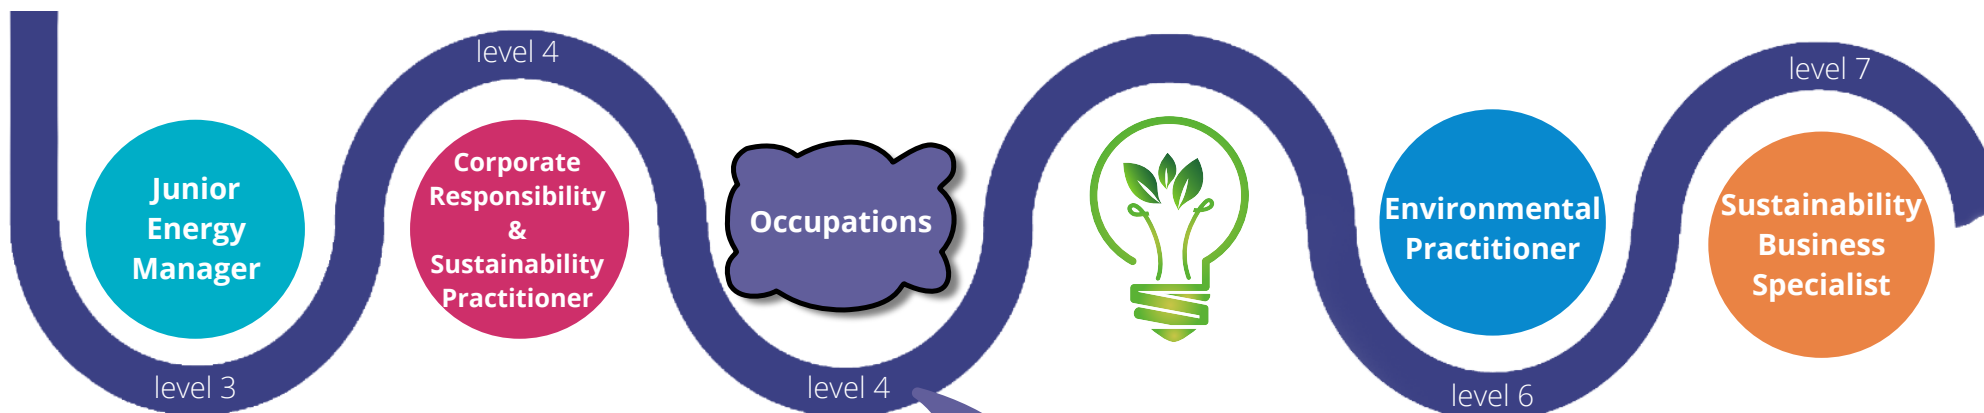 level 3
Junior
Energy
Manager
level 4
Corporate
Responsibility
&
Sustainability
Practitioner
Occupations
level 4
Environmental
Practitioner
level 6
level 7
Sustainability
Business
Specialist